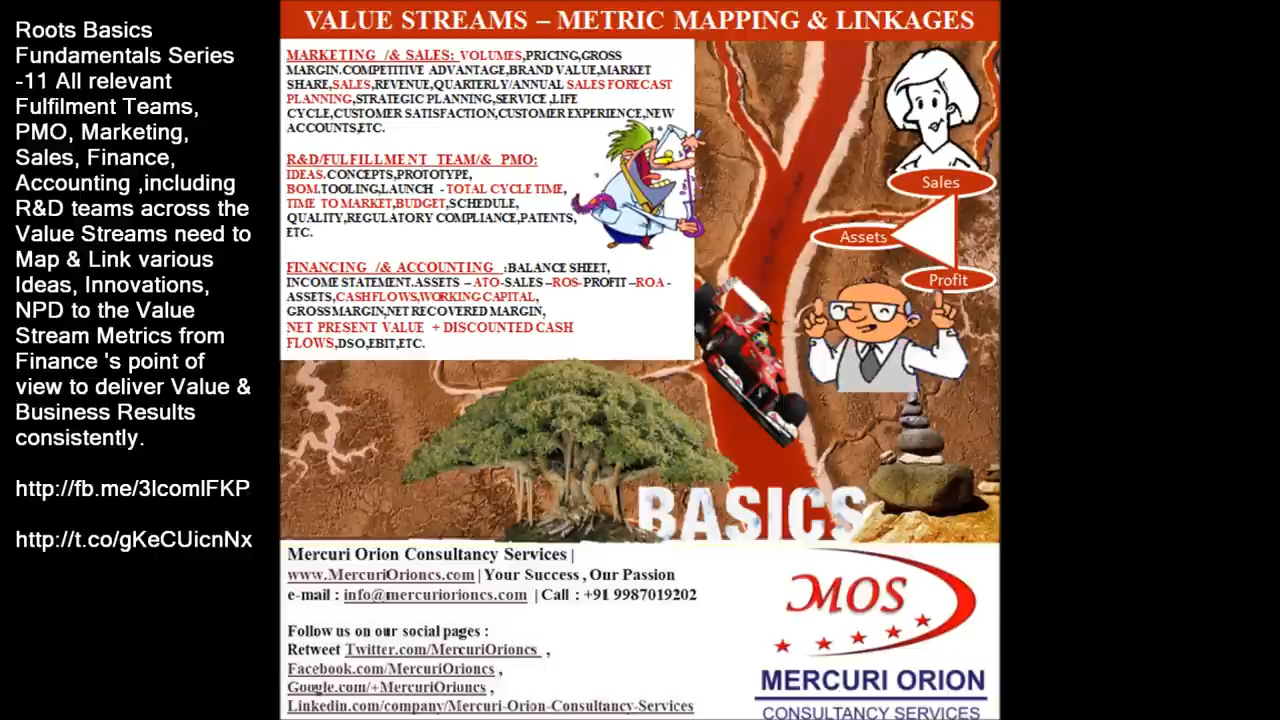 Roots Basics
Fundamentals Series
-11 All relevant
Fulfilment Teams,
PMO, Marketing,
Sales, Finance,
Accounting ,including
R&D teams across the
Value Streams need to
Map & Link various
Ideas, Innovations,
NPD to the Value
Stream Metrics from
Finance 's point of
view to deliver Value &
Business Results
consistently.
http://fb.me/3lcomlFKP
http://t.co/gKeCUicnNx
VALUE STREAMS – METRIC MAPPING & LINKAGES
MARKETING /& SALES: VOLUMES,PRICING,GROSS
MARGIN.COMPETITIVE ADVANTAGE,BRAND VALUE,MARKET
SHARE,SALES,REVENUE,QUARTERLY/ANNUAL SALES FORECAST
PLANNING,STRATEGIC PLANNING,SERVICE ,LIFE
CYCLE,CUSTOMER SATISFACTION,CUSTOMER EXPERIENCE,NEW
ACCOUNTS,ETC.
R&D/FULFILLMENT TEAM/& PMO:
IDEAS.CONCEPTS,PROTOTYPE,
BOM.TOOLING,LAUNCH - TOTAL CYCLE TIME,
TIME TO MARKET,BUDGET,SCHEDULE,
QUALITY,REGULATORY COMPLIANCE,PATENTS,
ETC.
FINANCING /& ACCOUNTING :BALANCE SHEET,
INCOME STATEMENT.ASSETS –ATO-SALES –ROS-PROFIT –ROA -
ASSETS,CASH FLOWS,WORKING CAPITAL,
GROSS MARGIN,NET RECOVERED MARGIN,
NET PRESENT VALUE + DISCOUNTED CASH
FLOWS,DSO,EBIT,ETC.
Sales
Assets
Profit
BASICS
Mercuri Orion Consultancy Services |
www.MercuriOrioncs.com | Your Success , Our Passion
e-mail : info@mercuriorioncs.com | Call : +91 9987019202
Follow us on our social pages :
Retweet Twitter.com/MercuriOrioncs ,
Facebook.com/MercuriOrioncs ,
Google.com/+MercuriOrioncs ,
Linkedin.com/company/Mercuri-Orion-Consultancy-Services
MOS
MERCURI ORION
CONSULTANCY SERVICES